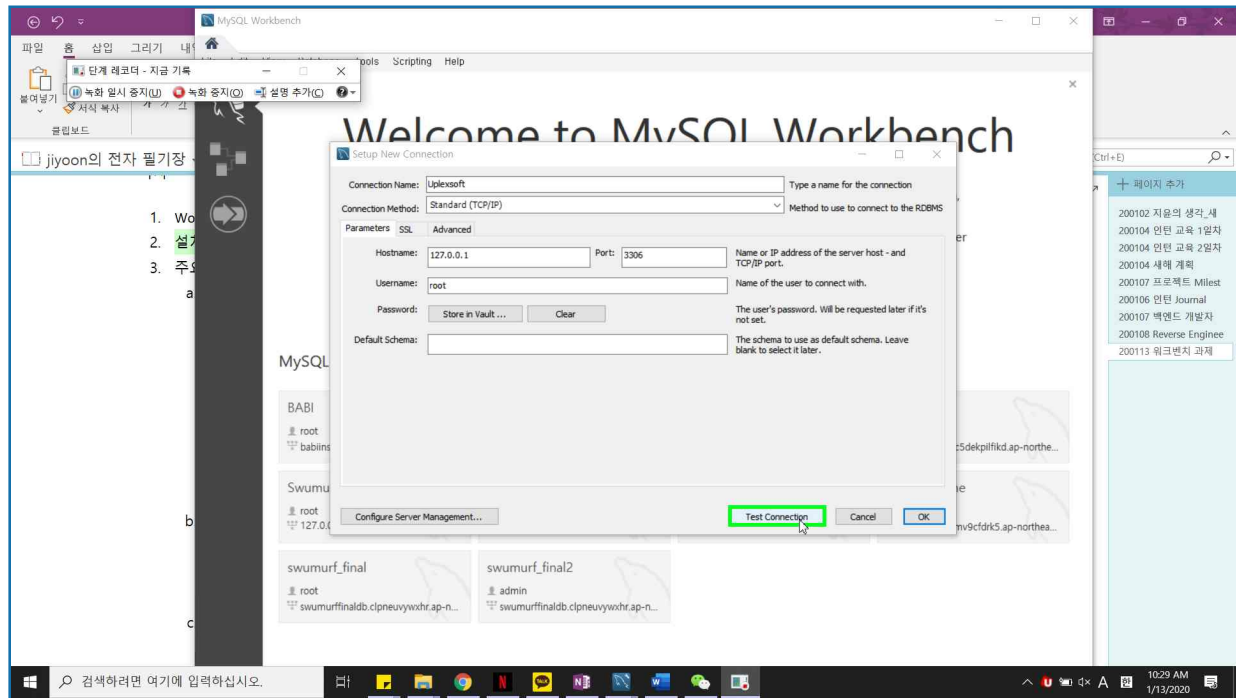 MySQL Workbench
파일 홈 삽입 그리기
Scripting Help
단계 레코더 - 지금 기록
녹화 일시 중지(U) 녹화 중지(O) 설명 추가(C)
붙여넣기
서식 복사
클립보드
Welcome to MySQL Workbench
jiyoon의 전자 필기장
Ctrl+E)
페이지 추가
200102 지윤의 생각_새
200104 인턴 교육 1일차
200104 인턴 교육 2일차
200104 새해 계획
200107 프로젝트 Milest
200106 인턴 Journal
200107 백엔드 개발자
200108 Reverse Enginee
200113 워크벤치 과제
1. Wo
2. 설
3. 주요
a
b
c
Setup New Connection
Connection Name: Uplexsoft Type a name for the connection
Connection Method: Standard (TCP/IP) Method to use to connect to the RDBMS
Parameters SSL Advanced
Hostname: 127.0.0.1 Port: 3306 Name or IP address of the server host - and
TCP/IP port.
Username: root Name of the user to connect with.
Password: Store in Vault ... Clear The user's password. Will be requested later if it's
not set.
Default Schema: The schema to use as default schema. Leave
blank to select it later.
Configure Server Management... Test Connection Cancel OK
MySQL
BABI
root
babiins
c5dekpilfikd.ap-northe...
Swumu
root
127.0.0
mv9cfdrk5.ap-northea...
swumurf_final
root
swumurffinaldb.clpneuvywxhr.ap-n...
swumurf_final2
admin
swumurffinaldb.clpneuvywxhr.ap-n...
검색하려면 여기에 입력하십시오.
A 한
10:29 AM
1/13/2020